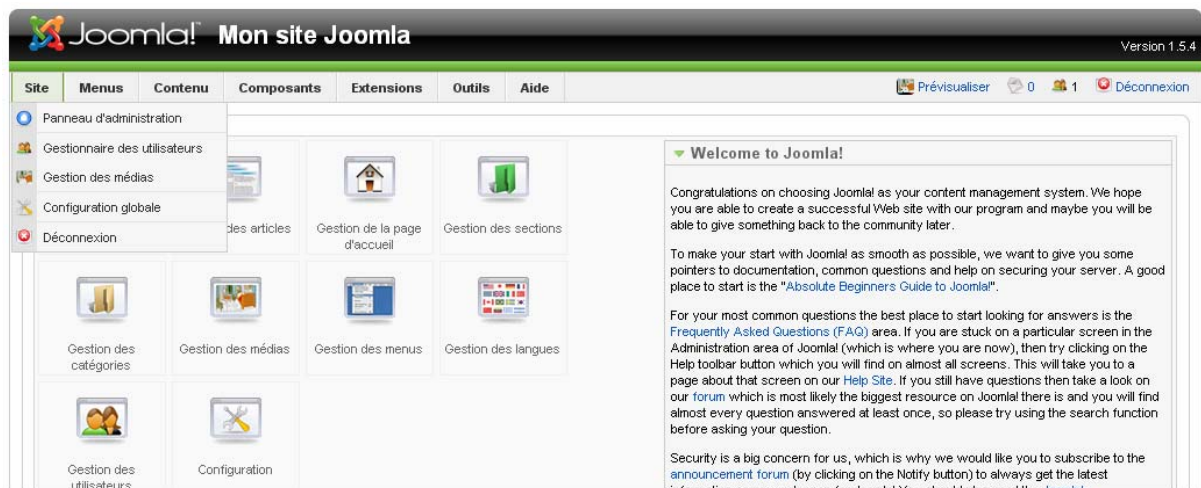 Joomla!™ Mon site Joomla
Version 1.5.4
Site Menus Contenu Composants Extensions Outils Aide Prévisualiser 0 1 Déconnexion
Panneau d'administration
Gestionnaire des utilisateurs
Gestion des médias
Configuration globale
Déconnexion
des articles
Gestion de la page
d'accueil
Gestion des sections
Gestion des
catégories
Gestion des médias
Gestion des menus
Gestion des langues
Gestion des
utilisateurs
Configuration
Welcome to Joomla!
Congratulations on choosing Joomla! as your content management system. We hope
you are able to create a successful Web site with our program and maybe you will be
able to give something back to the community later.
To make your start with Joomla! as smooth as possible, we want to give you some
pointers to documentation, common questions and help on securing your server. A good
place to start is the "Absolute Beginners Guide to Joomla!".
For your most common questions the best place to start looking for answers is the
Frequently Asked Questions (FAQ) area. If you are stuck on a particular screen in the
Administration area of Joomla! (which is where you are now), then try clicking on the
Help toolbar button which you will find on almost all screens. This will take you to a
page about that screen on our Help Site. If you still have questions then take a look on
our forum which is most likely the biggest resource on Joomla! there is and you will find
almost every question answered at least once, so please try using the search function
before asking your question.
Security is a big concern for us, which is why we would like you to subscribe to the
announcement forum (by clicking on the Notify button) to always get the latest